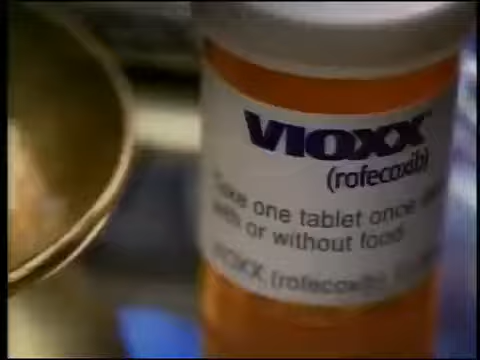 VIOXX
(rofecoxib)
Take one tablet once
with or without food
VIOXX (rofecoxib)